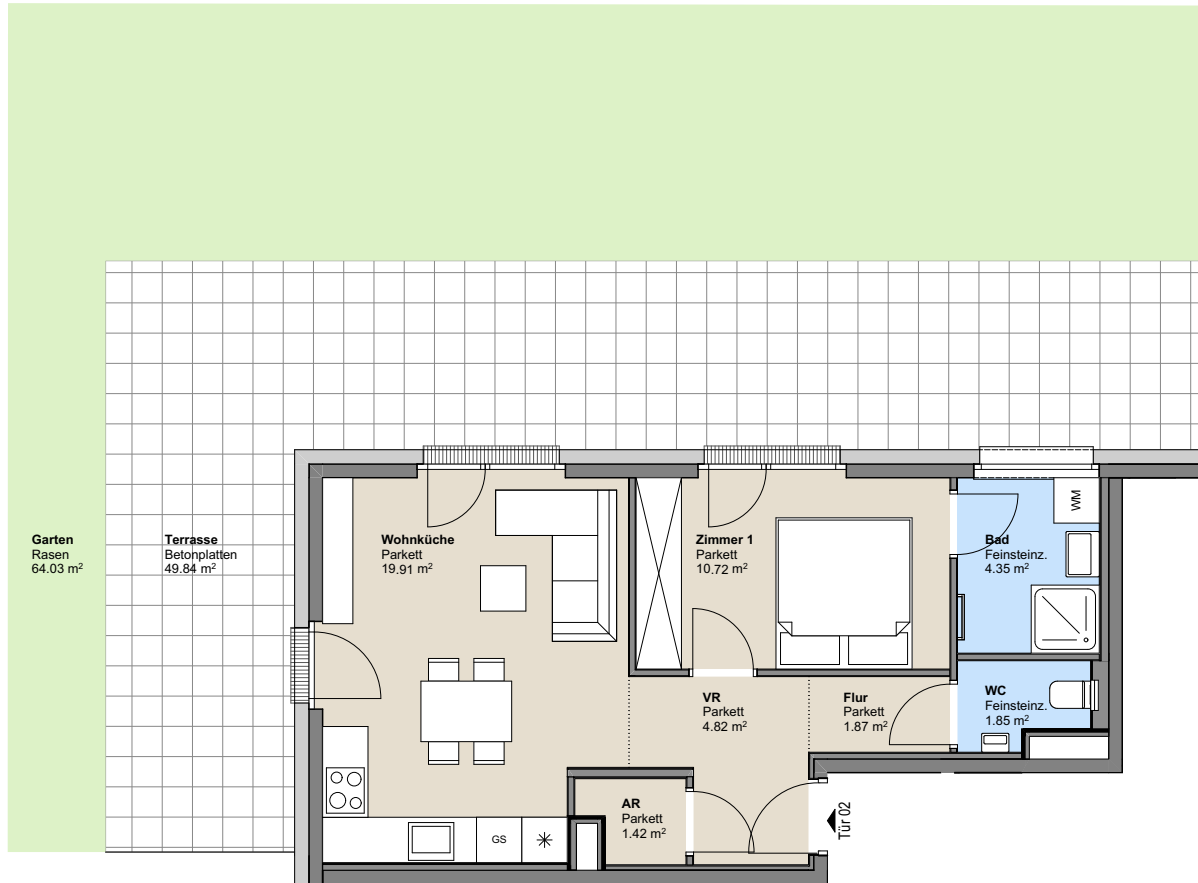 Garten
Rasen
64.03 m²
Terrasse
Betonplatten
49.84 m²
Wohnküche
Parkett
19.91 m²
Zimmer 1
Parkett
10.72 m²
WM
Bad
Feinsteinz.
4.35 m²
VR
Parkett
4.82 m²
Flur
Parkett
1.87 m²
WC
Feinsteinz.
1.85 m²
AR
Parkett
1.42 m²
GS
Tür 02